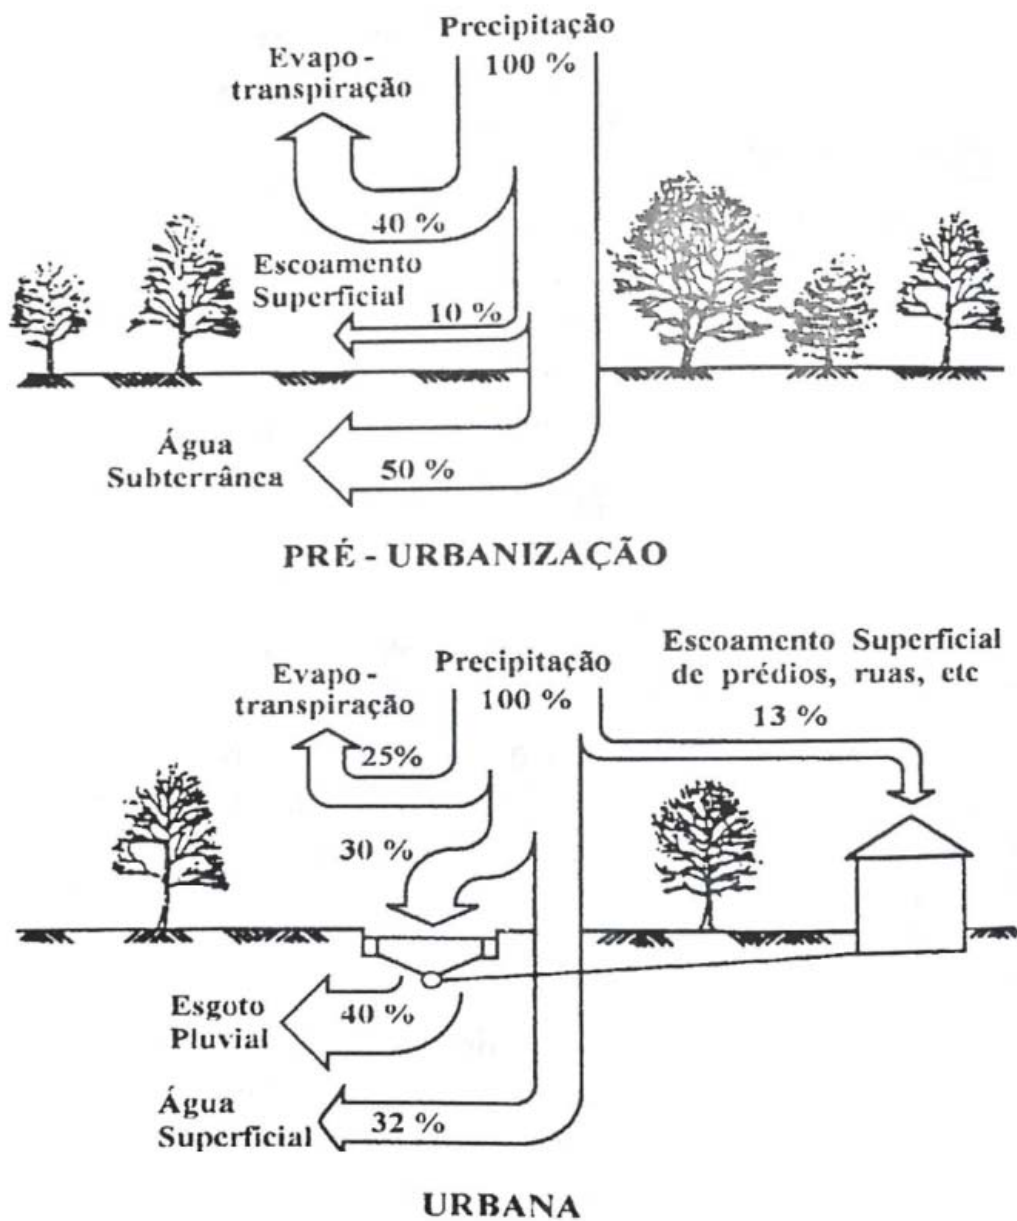 Precipitação
100 %
Evapo-
transpiração
40 %
Escoamento
Superficial
10 %
Água
Subterrânea
50 %
PRÉ - URBANIZAÇÃO
Escoamento Superficial
de prédios, ruas, etc
13 %
Precipitação
100 %
Evapo-
transpiração
25%
30 %
Esgoto
Pluvial
40 %
Água
Superficial
32 %
URBANA